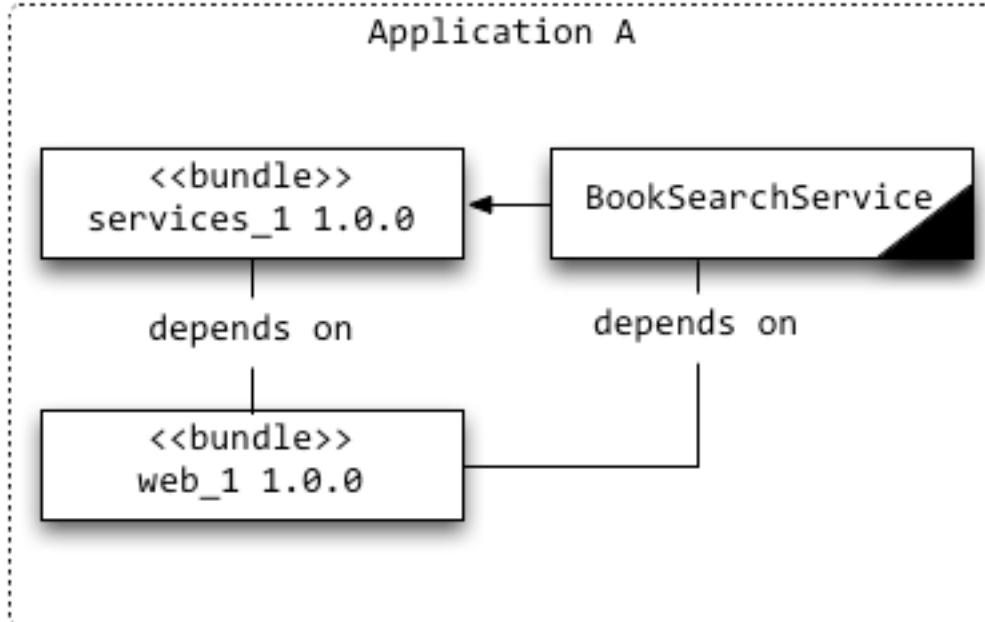 Application A
<<bundle>>
services_1 1.0.0
BookSearchService
depends on
depends on
<<bundle>>
web_1 1.0.0